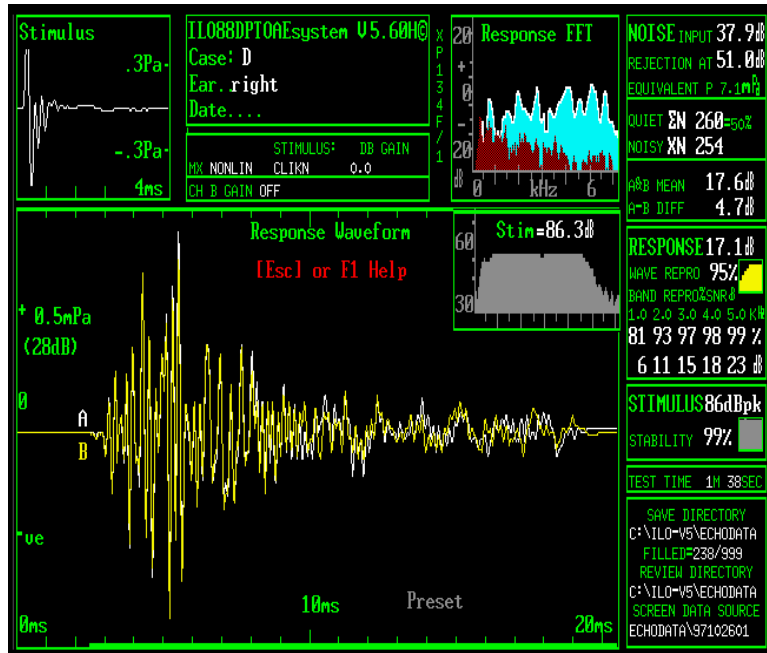 Stimulus
.3Pa-
-.3Pa-
4ms
ILO88DPTOAEsystem V5.60H©
Case: D
Ear..right
Date....
STIMULUS: DB GAIN
MX NONLIN CLIKN 0.0
CH B GAIN OFF
X
P
1
3
4
F
/
1
Response FFT
20
+
0
-
20
dB
0 kHz 6
NOISE INPUT 37.9dB
REJECTION AT 51.0dB
EQUIVALENT P 7.1mPa
QUIET ΣN 260=50%
NOISY XN 254
A&B MEAN 17.6dB
A-B DIFF 4.7dB
Response Waveform
[Esc] or F1 Help
+ 0.5mPa
(28dB)
0
A
B
-ve
10ms
Preset
0ms
20ms
60
Stim=86.3dB
30
RESPONSE17.1dB
WAVE REPRO 95%
BAND REPRO%SNRdB
1.0 2.0 3.0 4.0 5.0 KHz
81 93 97 98 99 %
6 11 15 18 23 dB
STIMULUS86dBpk
STABILITY 99%
TEST TIME 1M 38SEC
SAVE DIRECTORY
C:\ILO-V5\ECHODATA
FILLED=238/999
REVIEW DIRECTORY
C:\ILO-V5\ECHODATA
SCREEN DATA SOURCE
ECHODATA\97102601